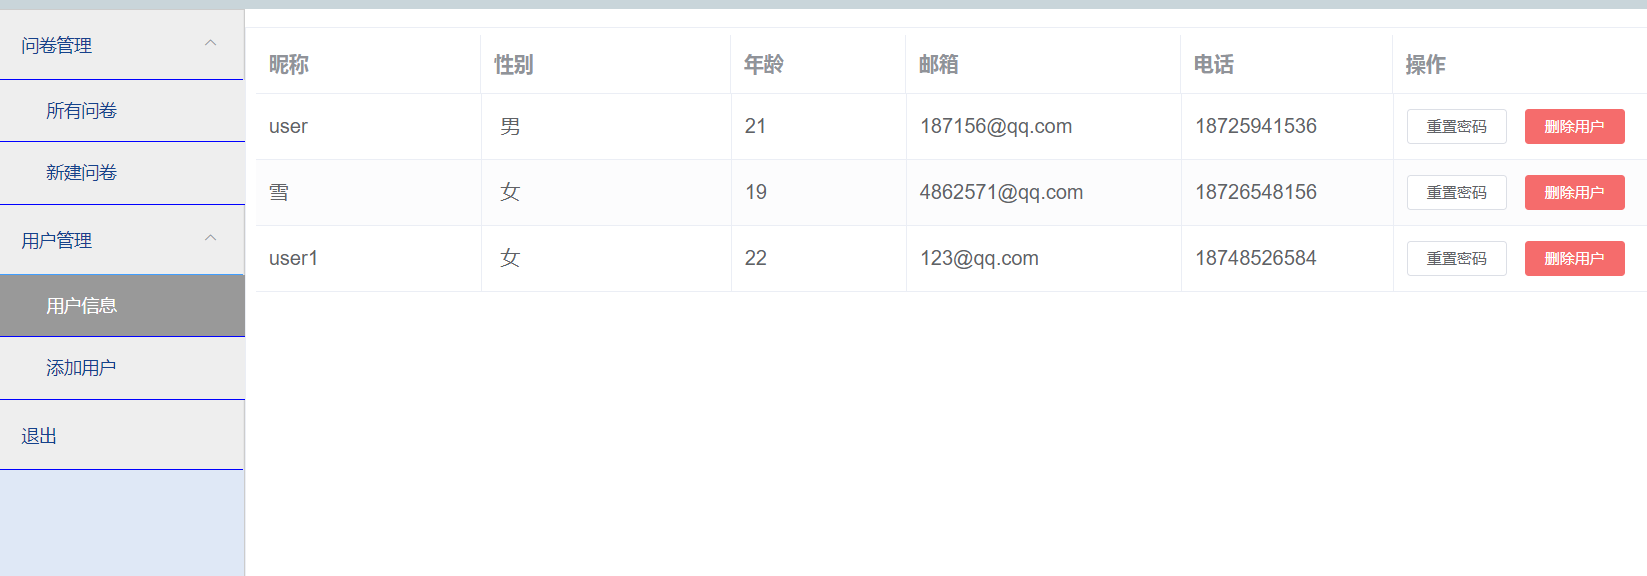 问卷管理
所有问卷
新建问卷
用户管理
用户信息
添加用户
退出
昵称 性别 年龄 邮箱 电话 操作
user 男 21 187156@qq.com 18725941536 重置密码 删除用户
雪 女 19 4862571@qq.com 18726548156 重置密码 删除用户
user1 女 22 123@qq.com 18748526584 重置密码 删除用户